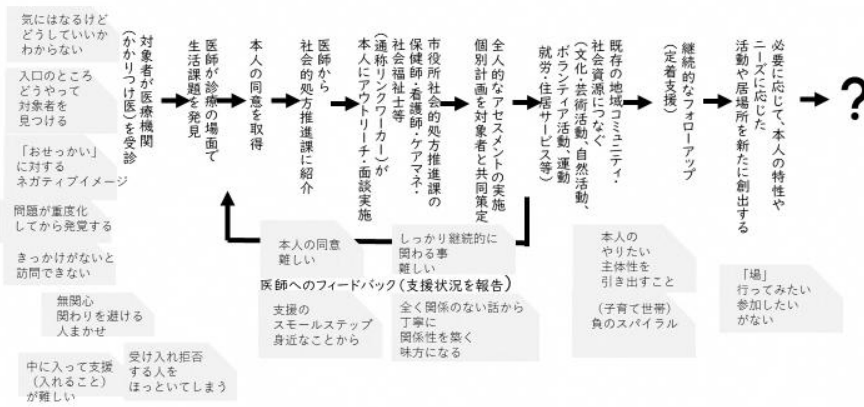 気にはなるけど
どうしていいか
わからない
入口のところ
どうやって
対象者を
見つける
「おせっかい」
に対する
ネガティブイメージ
問題が重度化
してから発覚する
きっかけがないと
訪問できない
無関心
関わりを避ける
人まかせ
中に入って支援
(入れること)
が難しい
受け入れ拒否
する人を
ほっといてしまう
対象者が医療機関
(かかりつけ医)を受診
医師が診療の場面で
生活課題を発見
本人の同意を取得
医師から
社会的処方推進課に紹介
市役所社会的処方推進課の
保健師・看護師・ケアマネ・
社会福祉士等
(通称リンクワーカー)が
本人にアウトリーチ・面談実施
全人的なアセスメントの実施
個別計画を対象者と共同策定
既存の地域コミュニティ・
社会資源につなぐ
(文化・芸術活動、自然活動、
ボランティア活動、運動
就労・住居サービス等)
継続的なフォローアップ
(定着支援)
必要に応じて、本人の特性や
ニーズに応じた
活動や居場所を新たに創出する
?
本人の同意
難しい
しっかり継続的に
関わる事
難しい
医師へのフィードバック(支援状況を報告)
支援の
スモールステップ
身近なことから
全く関係のない話から
丁寧に
関係性を築く
味方になる
本人の
やりたい
主体性を
引き出すこと
(子育て世帯)
負のスパイラル
「場」
行ってみたい
参加したい
がない